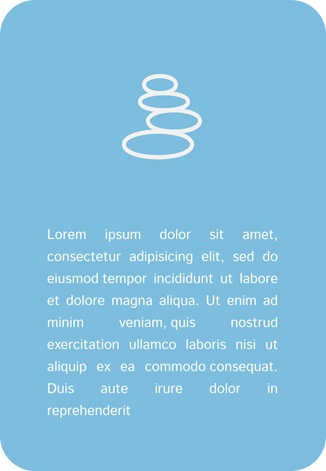 Lorem ipsum dolor sit amet,
consectetur adipisicing elit, sed do
eiusmod tempor incididunt ut labore
et dolore magna aliqua. Ut enim ad
minim veniam, quis nostrud
exercitation ullamco laboris nisi ut
aliquip ex ea commodo consequat.
Duis aute irure dolor in
reprehenderit